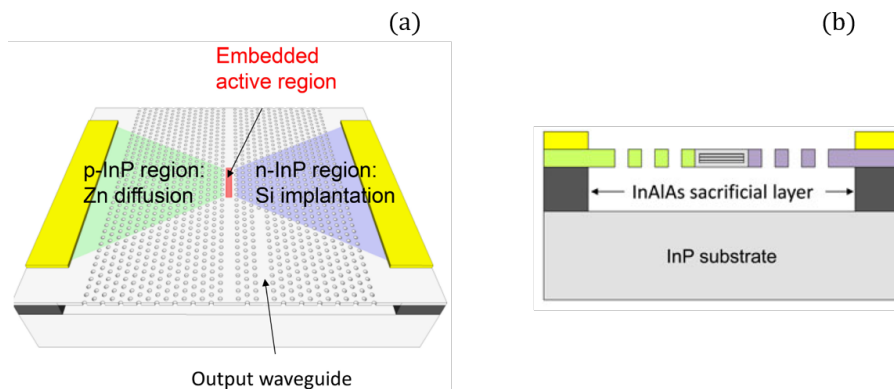 (a)
(b)
Embedded
active region
p-InP region:
Zn diffusion
n-InP region:
Si implantation
InAlAs sacrificial layer
InP substrate
Output waveguide